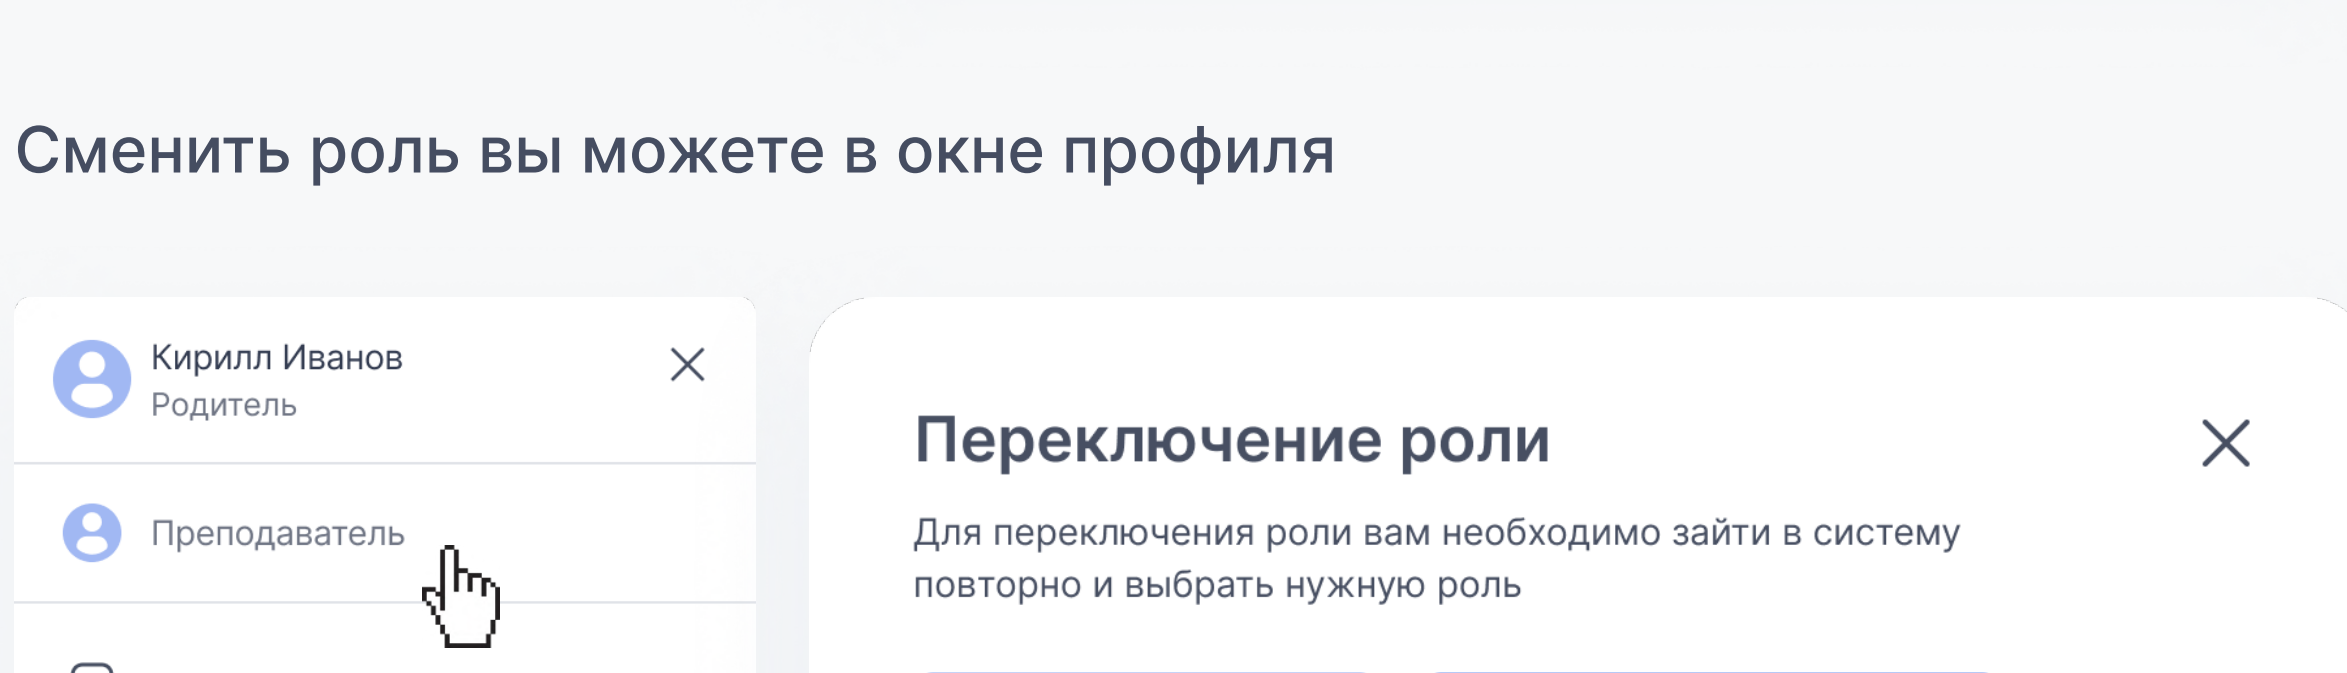 Сменить роль вы можете в окне профиля
Кирилл Иванов
Родитель
Преподаватель
Переключение роли
Для переключения роли вам необходимо зайти в систему
повторно и выбрать нужную роль